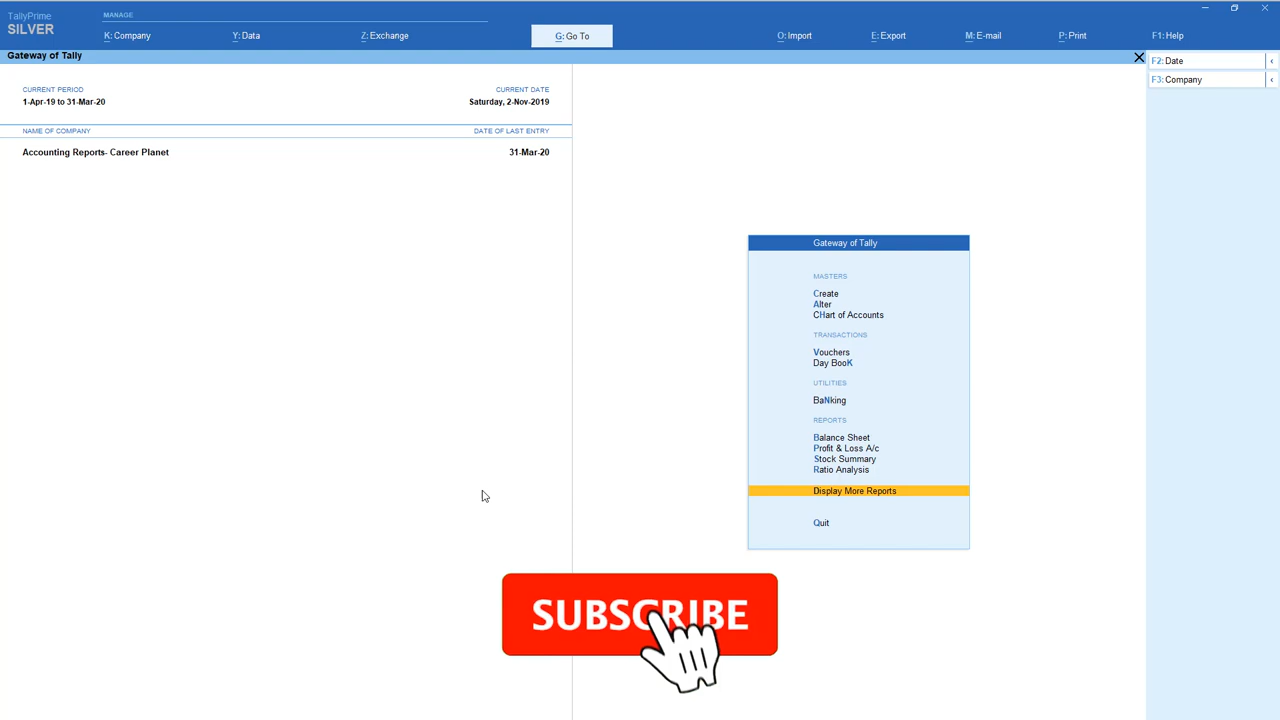 TallyPrime
SILVER
MANAGE
K: Company
Y: Data
Z: Exchange
G: Go To
O: Import
E: Export
M: E-mail
P: Print
F1: Help
Gateway of Tally
F2: Date
F3: Company
CURRENT PERIOD
CURRENT DATE
1-Apr-19 to 31-Mar-20
Saturday, 2-Nov-2019
NAME OF COMPANY
DATE OF LAST ENTRY
Accounting Reports- Career Planet
31-Mar-20
Gateway of Tally
MASTERS
Create
Alter
CHart of Accounts
TRANSACTIONS
Vouchers
Day BooK
UTILITIES
BaNking
REPORTS
Balance Sheet
Profit & Loss A/c
Stock Summary
Ratio Analysis
Display More Reports
Quit
SUBSCRIBE